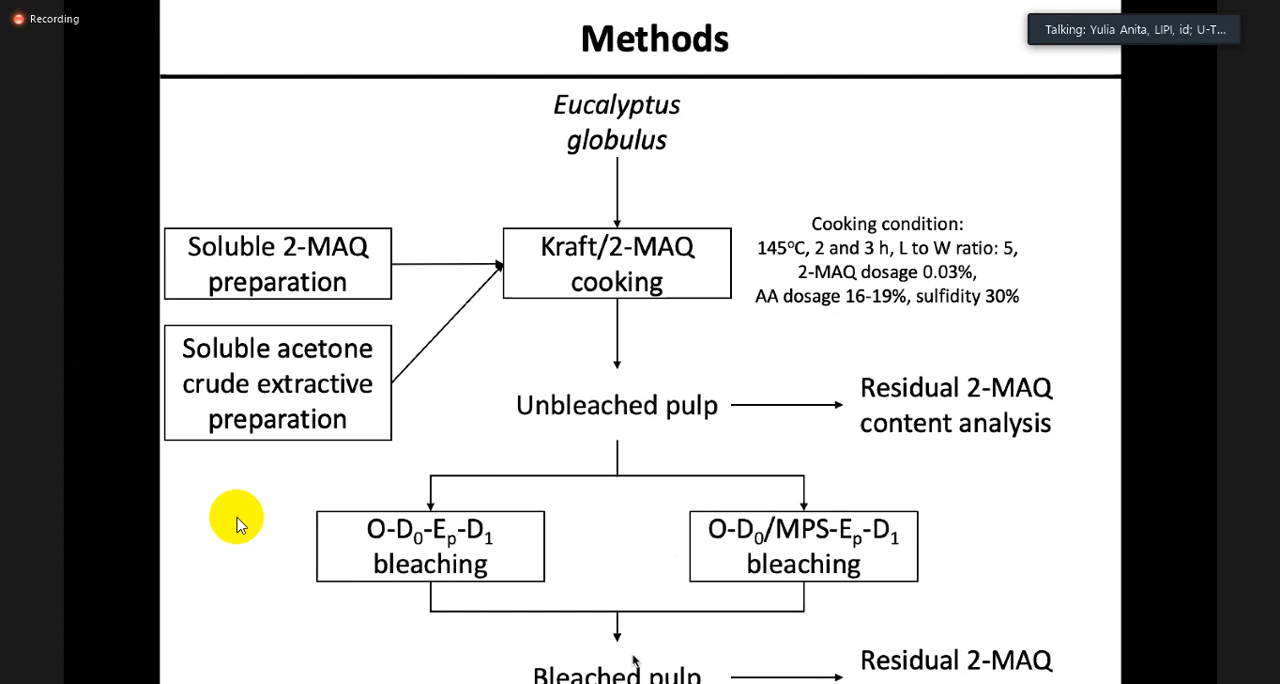 Recording
Talking: Yulia Anita, LIPI, id; U-T...
Methods
Eucalyptus
globulus
Soluble 2-MAQ
preparation
Kraft/2-MAQ
cooking
Cooking condition:
145°C, 2 and 3 h, L to W ratio: 5,
2-MAQ dosage 0.03%,
AA dosage 16-19%, sulfidity 30%
Soluble acetone
crude extractive
preparation
Unbleached pulp
Residual 2-MAQ
content analysis
O-D₀-Eₚ-D₁
bleaching
O-D₀/MPS-Eₚ-D₁
bleaching
Bleached pulp
Residual 2-MAQ